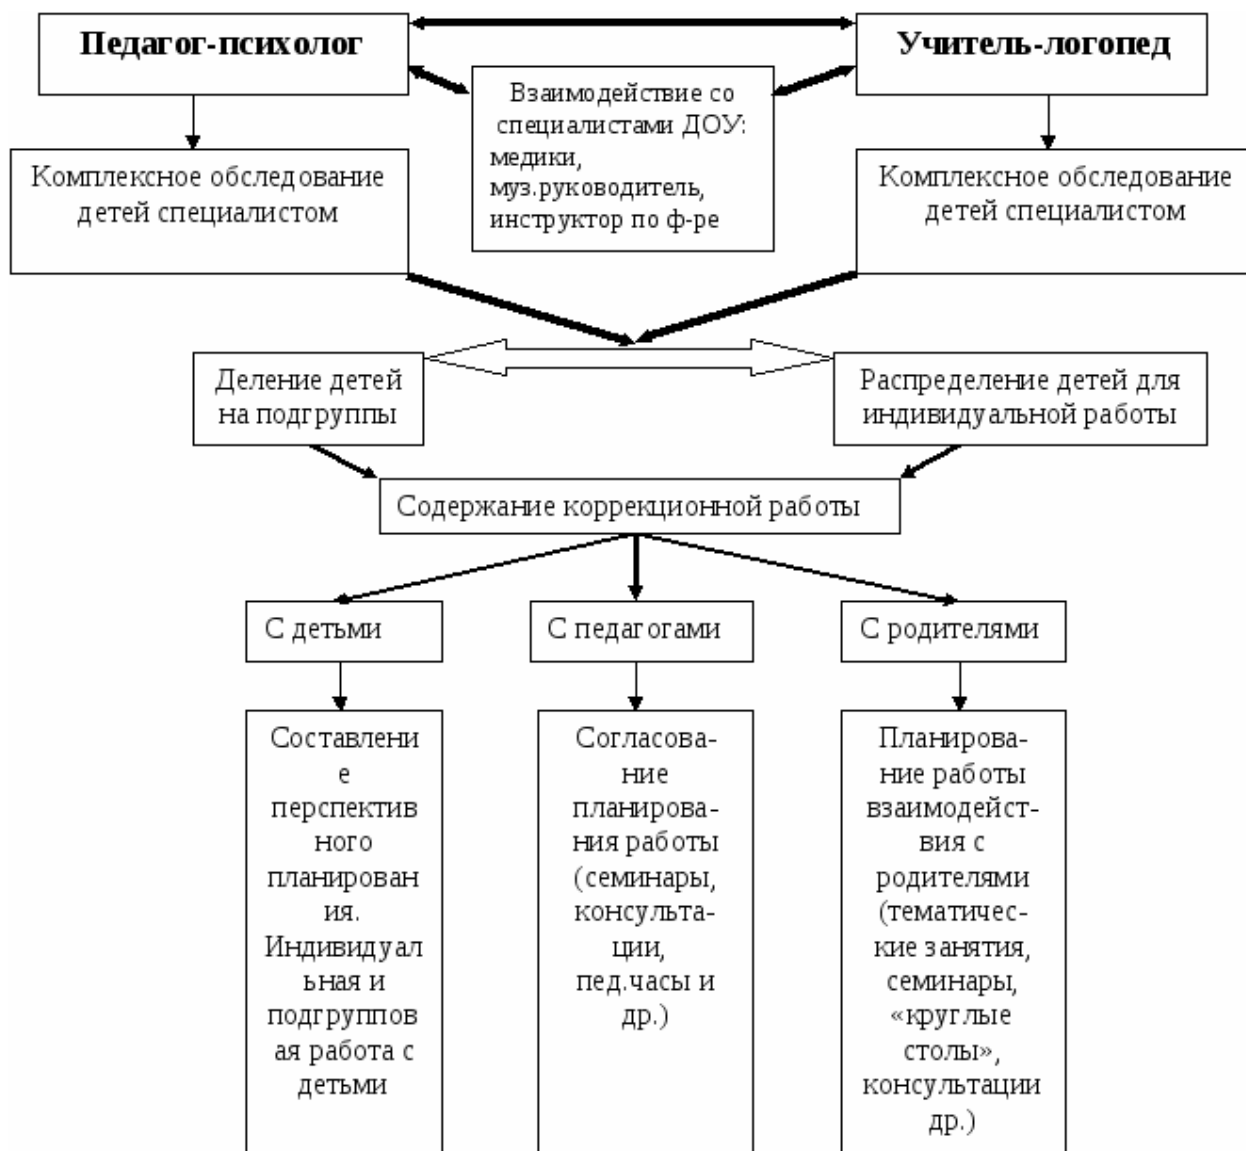 Педагог-психолог
Учитель-логопед
Взаимодействие со
специалистами ДОУ:
медики,
муз.руководитель,
инструктор по ф-ре
Комплексное обследование
детей специалистом
Комплексное обследование
детей специалистом
Деление детей
на подгруппы
Распределение детей для
индивидуальной работы
Содержание коррекционной работы
С детьми
С педагогами
С родителями
Составлени
е
перспектив
ного
планирован
ия.
Индивидуал
ьная и
подгруппов
ая работа с
детьми
Согласова-
ние
планирова-
ния работы
(семинары,
консульта-
ции,
пед.часы и
др.)
Планирова-
ние работы
взаимодейст-
вия с
родителями
(тематичес-
кие занятия,
семинары,
«круглые
столы»,
консультации
др.)